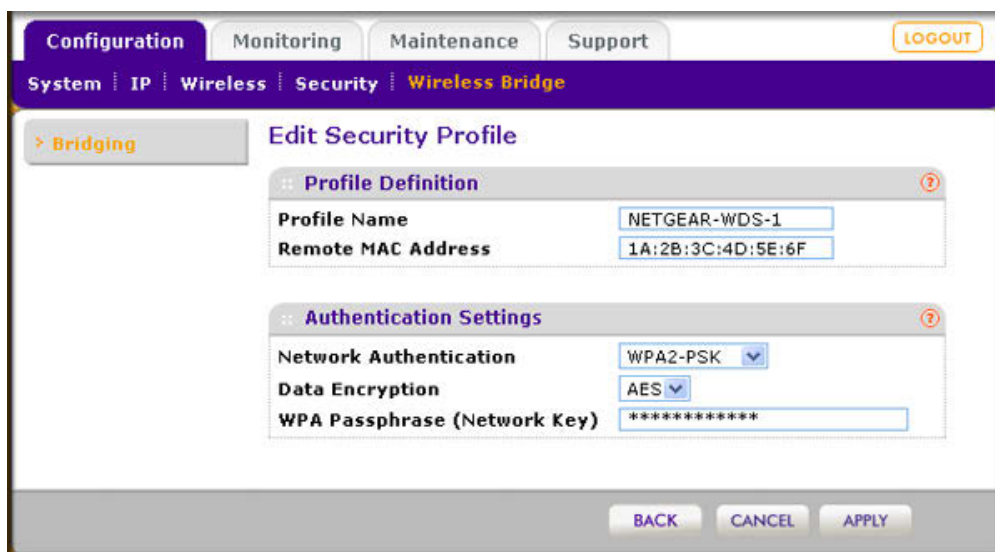 Configuration Monitoring Maintenance Support LOGOUT
System IP Wireless Security Wireless Bridge
Bridging
Edit Security Profile
Profile Definition ?
Profile Name NETGEAR-WDS-1
Remote MAC Address 1A:2B:3C:4D:5E:6F
Authentication Settings ?
Network Authentication WPA2-PSK
Data Encryption AES
WPA Passphrase (Network Key) ************
BACK CANCEL APPLY